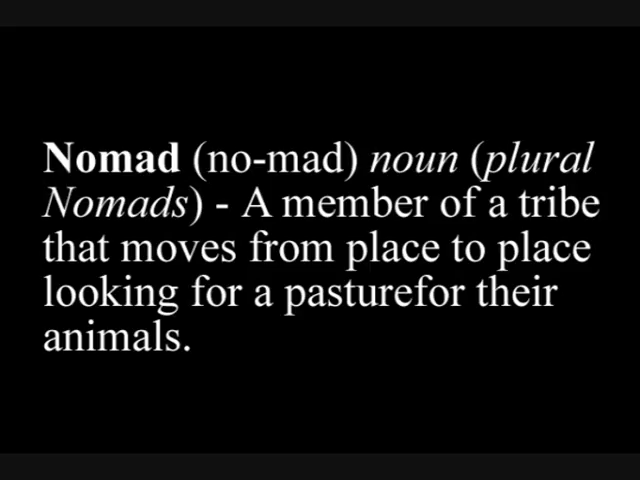 Nomad (no-mad) noun (plural
Nomads) - A member of a tribe
that moves from place to place
looking for a pasturefor their
animals.